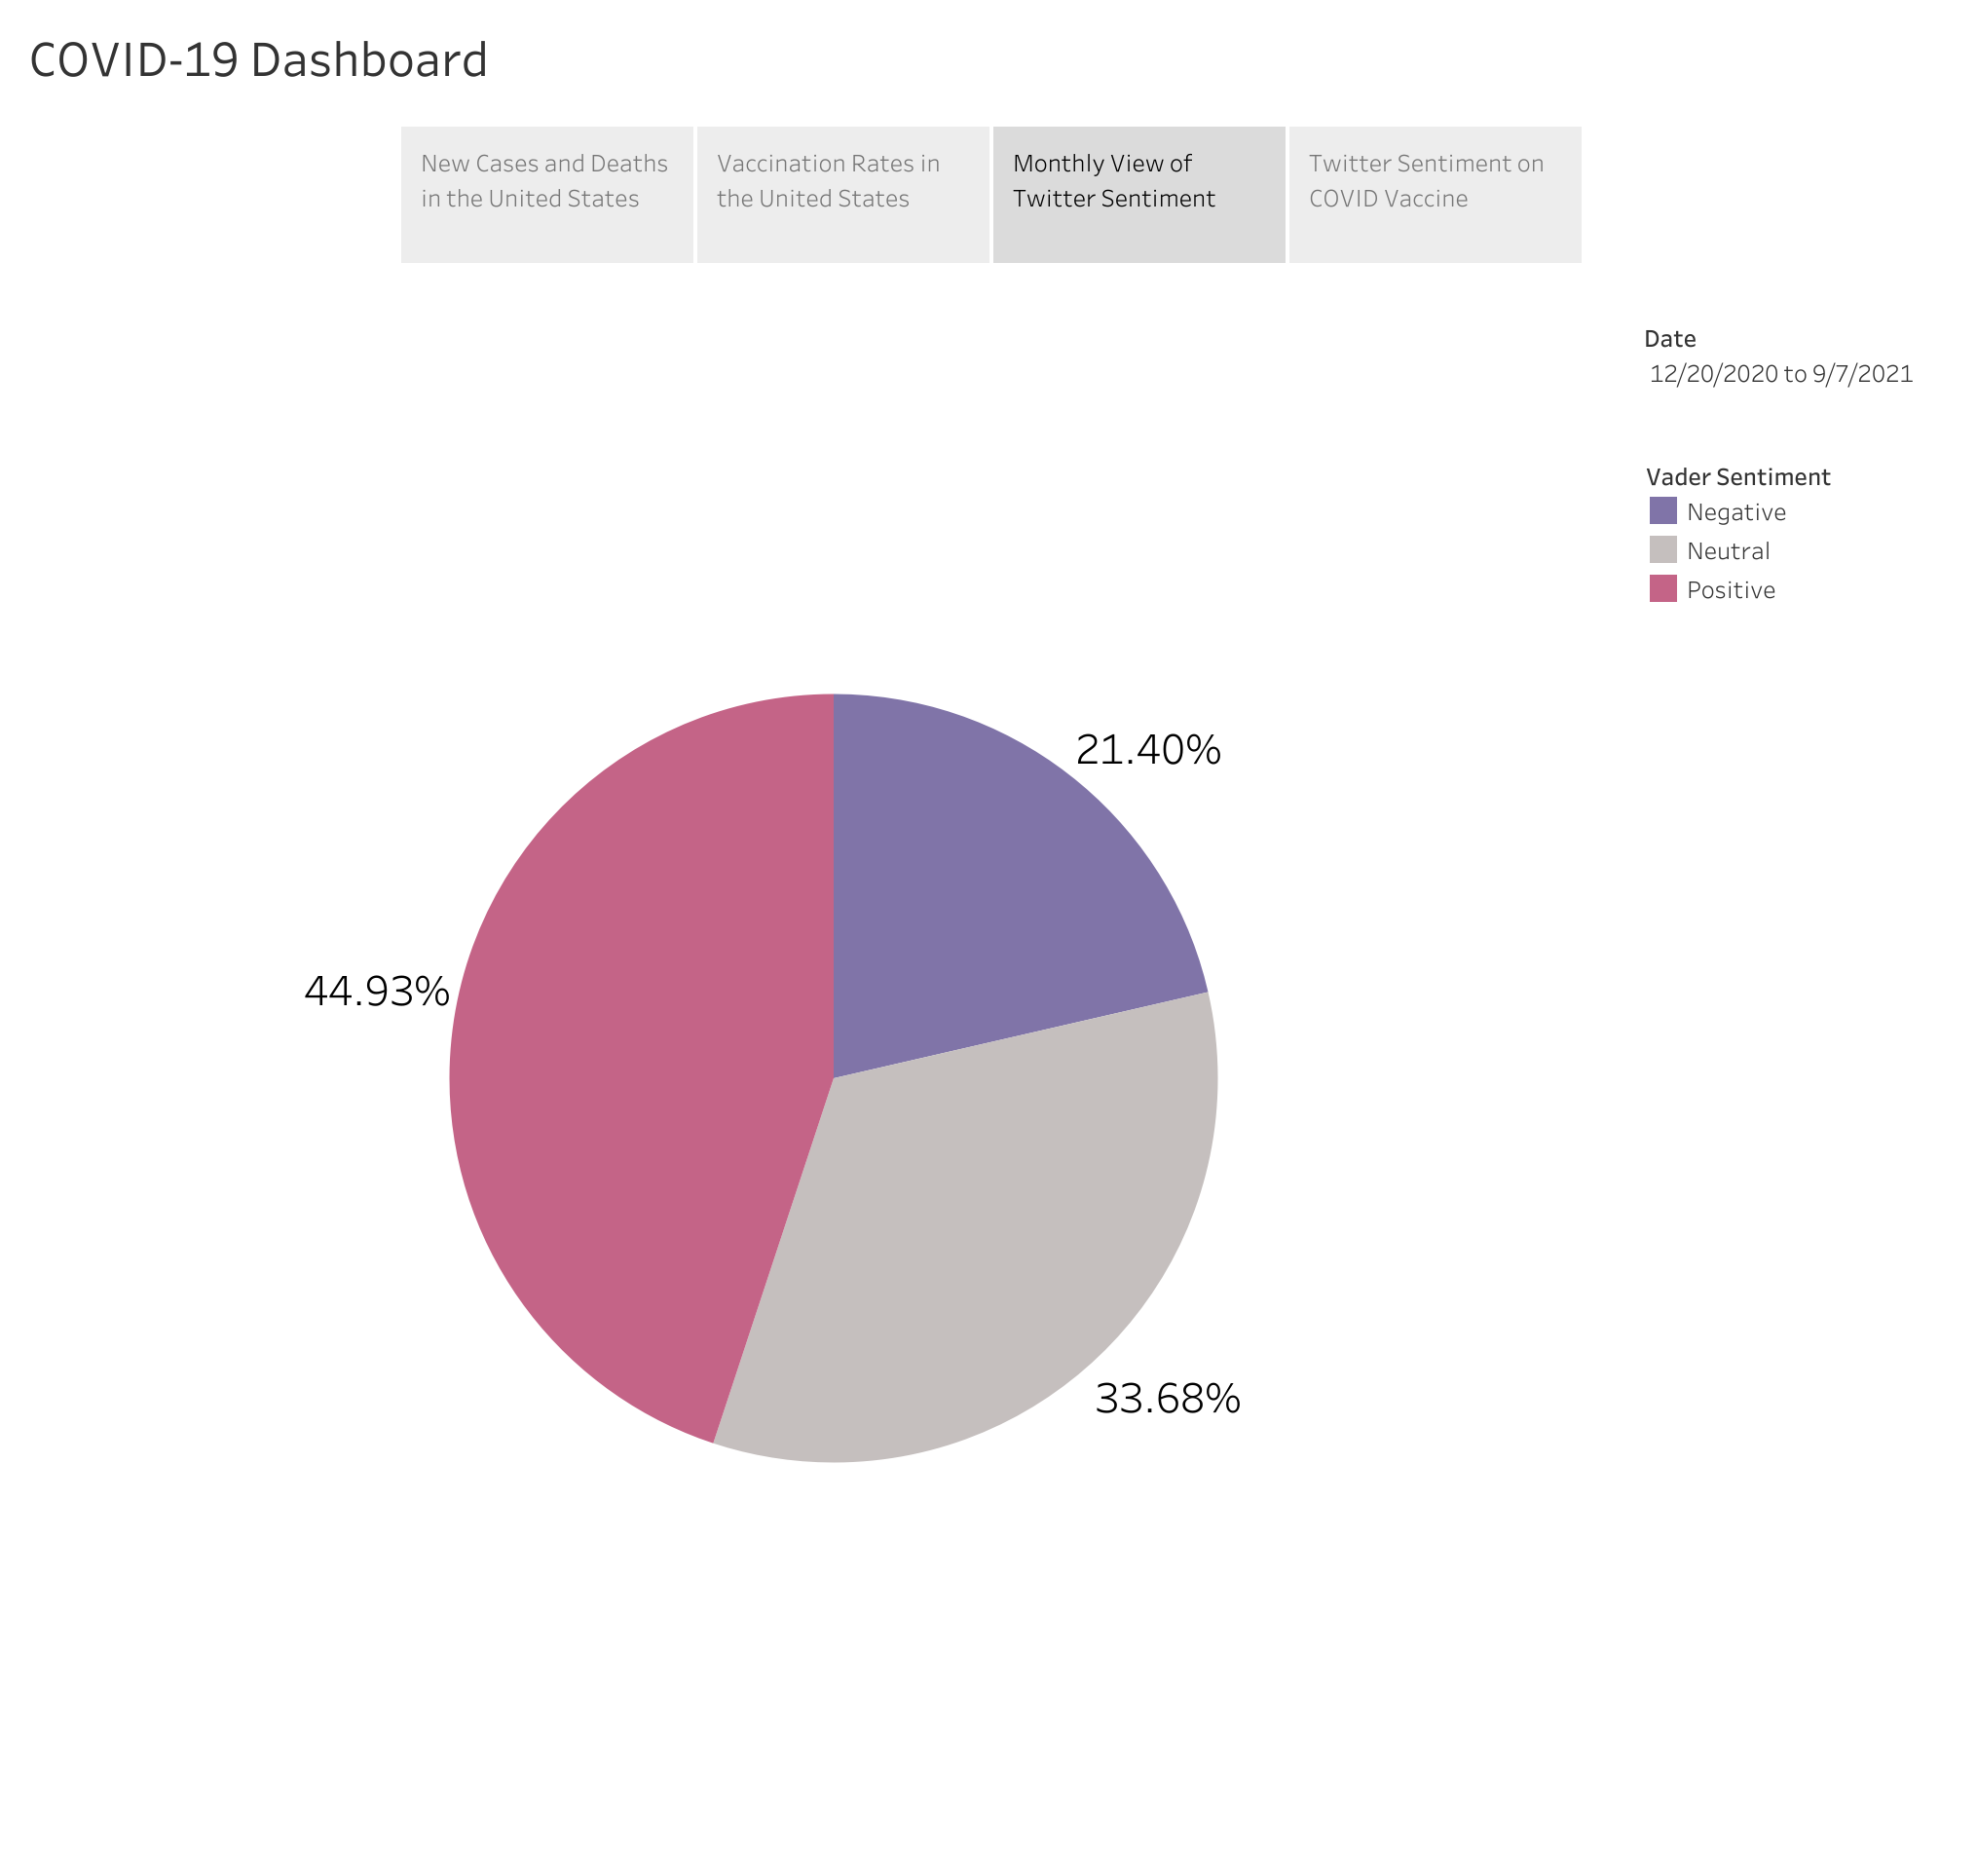 COVID-19 Dashboard
New Cases and Deaths
in the United States
Vaccination Rates in
the United States
Monthly View of
Twitter Sentiment
Twitter Sentiment on
COVID Vaccine
Date
12/20/2020 to 9/7/2021
Vader Sentiment
Negative
Neutral
Positive
21.40%
44.93%
33.68%